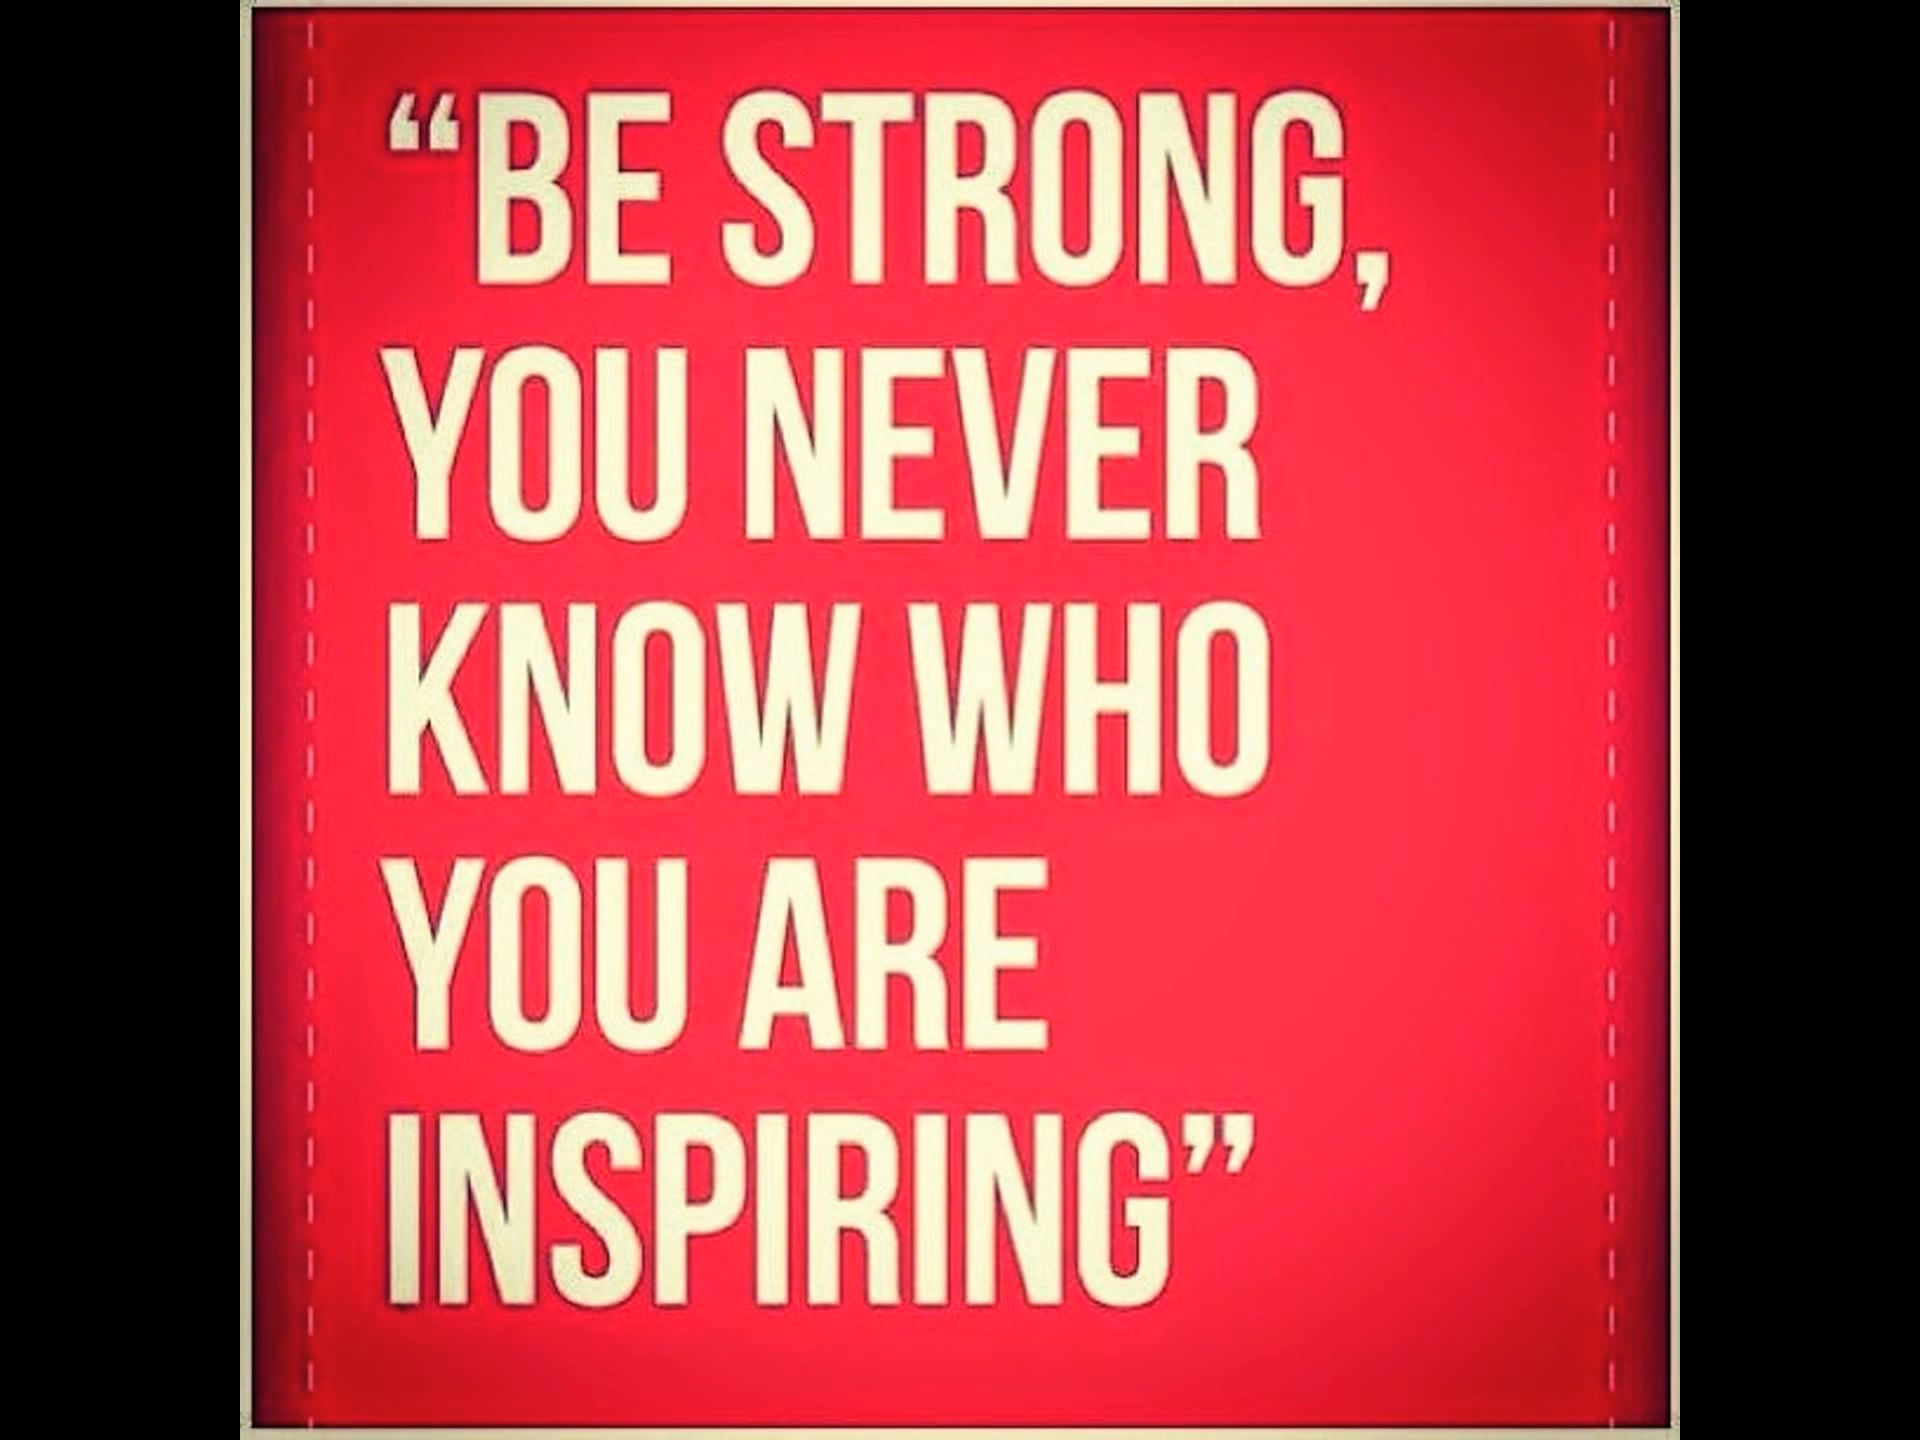 “BE STRONG,
YOU NEVER
KNOW WHO
YOU ARE
INSPIRING”